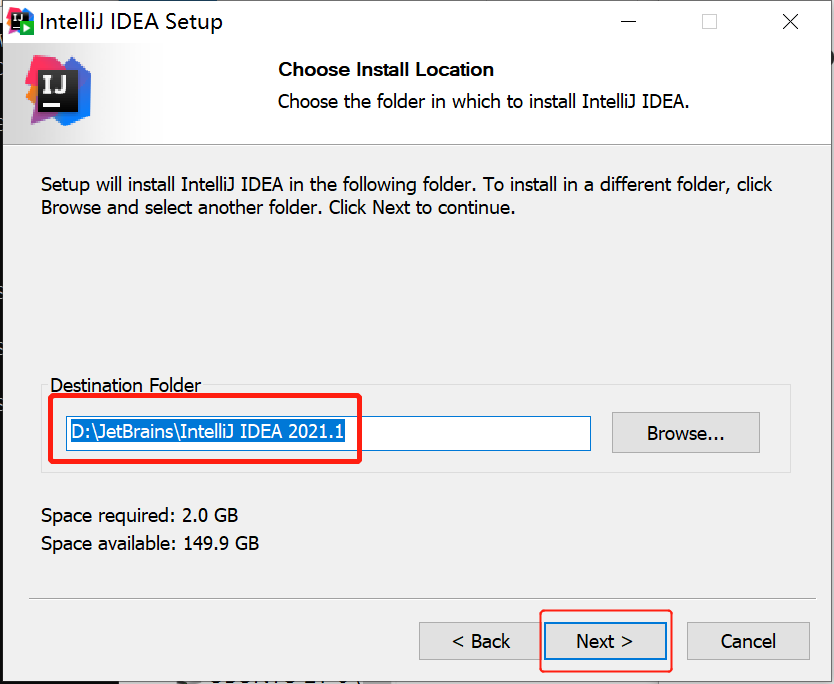 IntelliJ IDEA Setup
IJ
Choose Install Location
Choose the folder in which to install IntelliJ IDEA.
Setup will install IntelliJ IDEA in the following folder. To install in a different folder, click
Browse and select another folder. Click Next to continue.
Destination Folder
D:\JetBrains\IntelliJ IDEA 2021.1
Browse...
Space required: 2.0 GB
Space available: 149.9 GB
< Back
Next >
Cancel